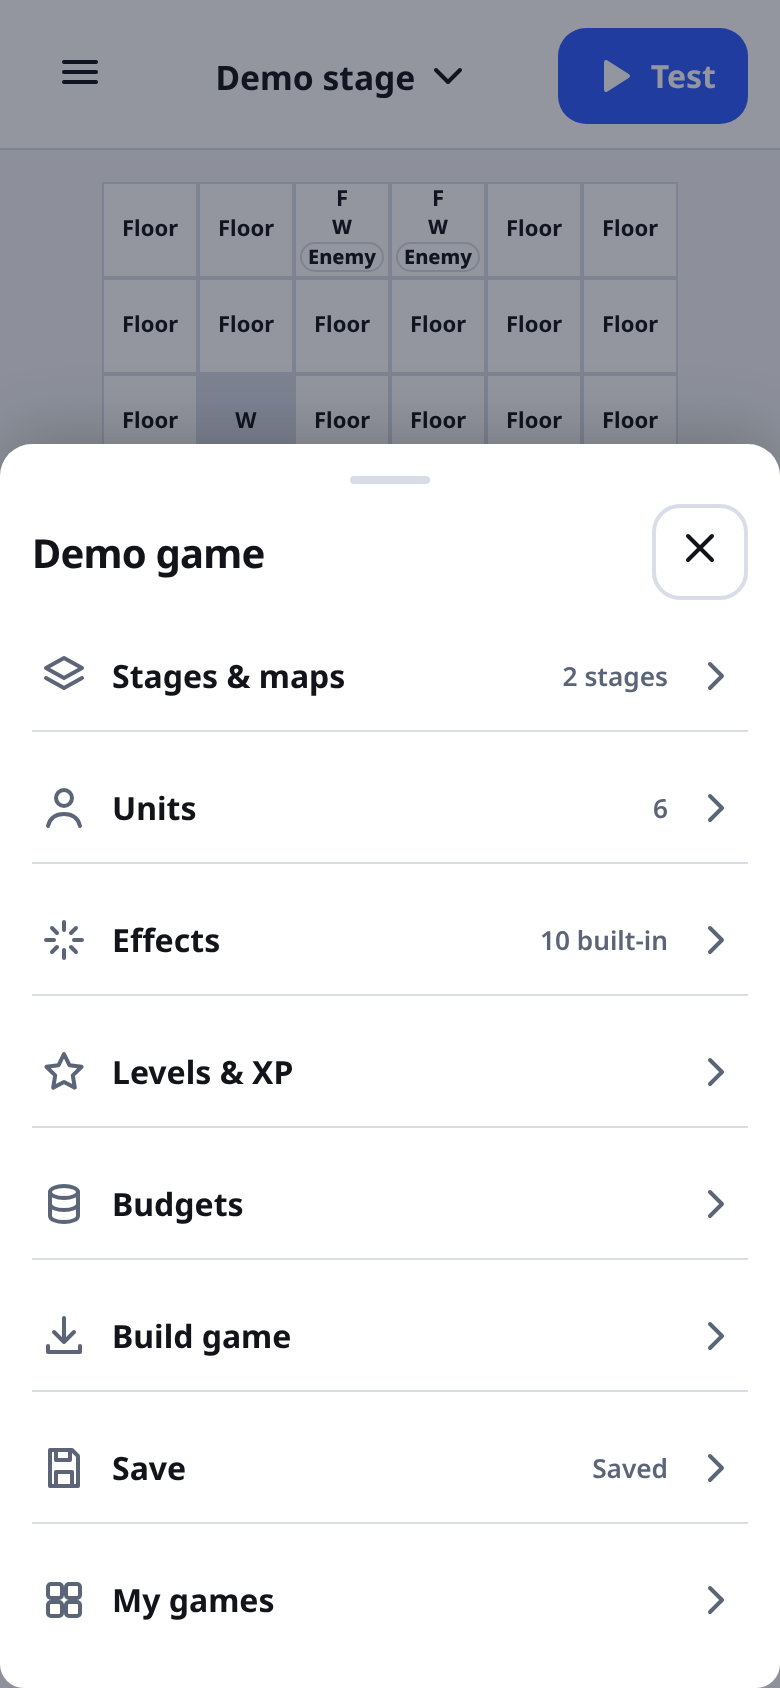 Demo stage
Test
Floor Floor F W Enemy F W Enemy Floor Floor
Floor Floor Floor Floor Floor Floor
Floor W Floor Floor Floor Floor
Demo game
Stages & maps 2 stages
Units 6
Effects 10 built-in
Levels & XP
Budgets
Build game
Save Saved
My games